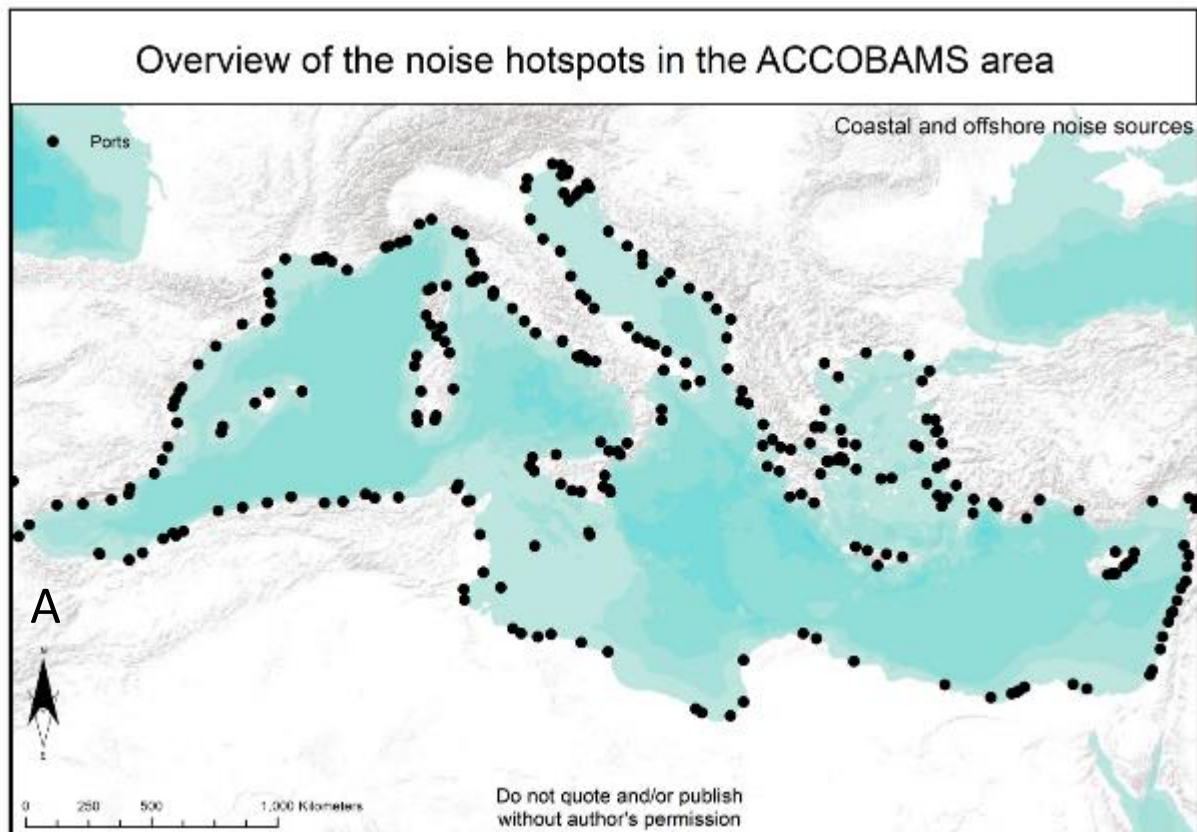 Overview of the noise hotspots in the ACCOBAMS area
Coastal and offshore noise sources
Ports
A
N
0 250 500 1,000 Kilometers
Do not quote and/or publish
without author's permission